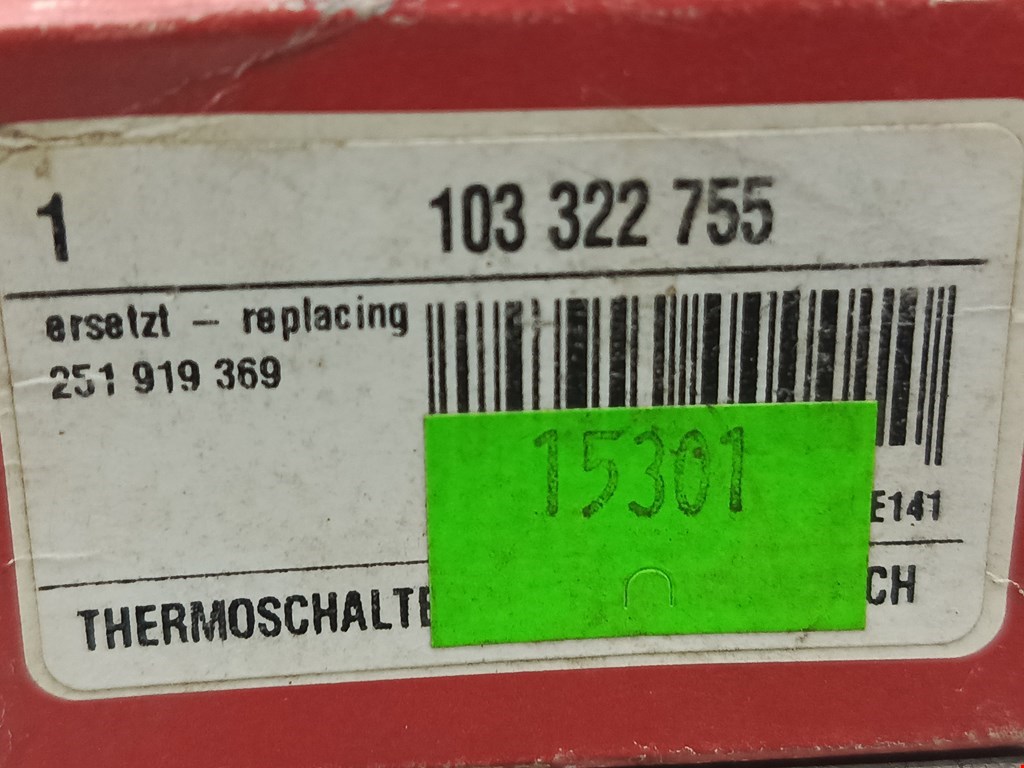 1 103 322 755
ersetzt – replacing
251 919 369
15301
E141
THERMOSCHALTE CH